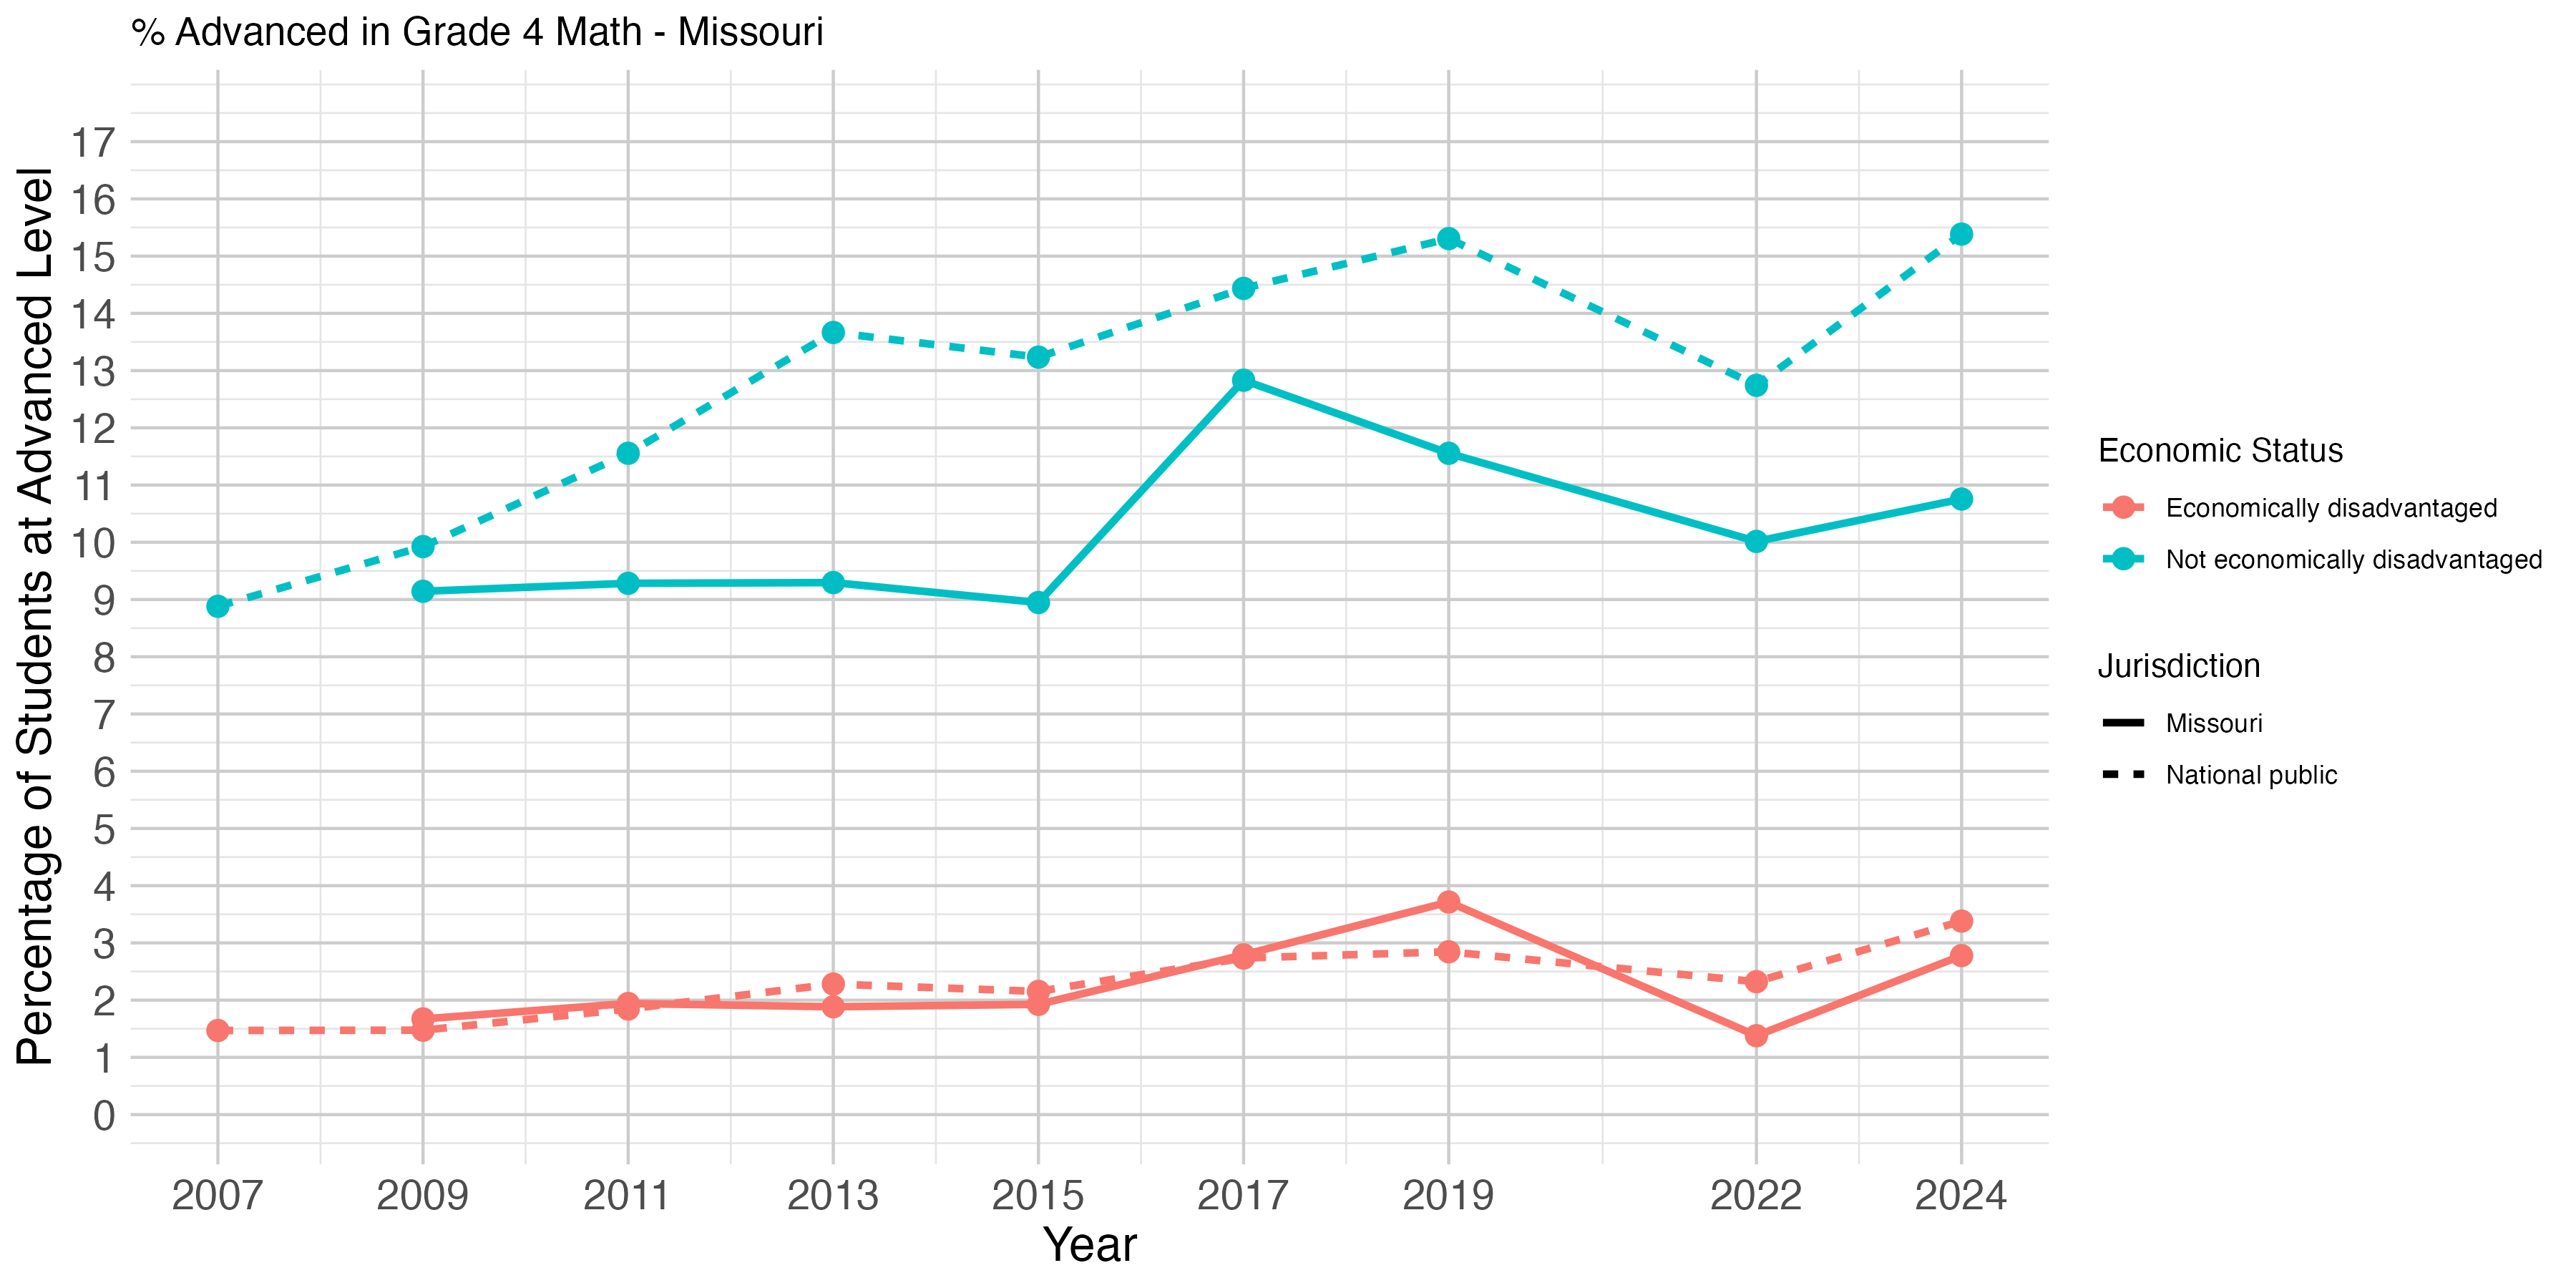 % Advanced in Grade 4 Math - Missouri
Percentage of Students at Advanced Level
17
16
15
14
13
12
11
10
9
8
7
6
5
4
3
2
1
0
2007 2009 2011 2013 2015 2017 2019 2022 2024
Year
Economic Status
Economically disadvantaged
Not economically disadvantaged
Jurisdiction
Missouri
National public